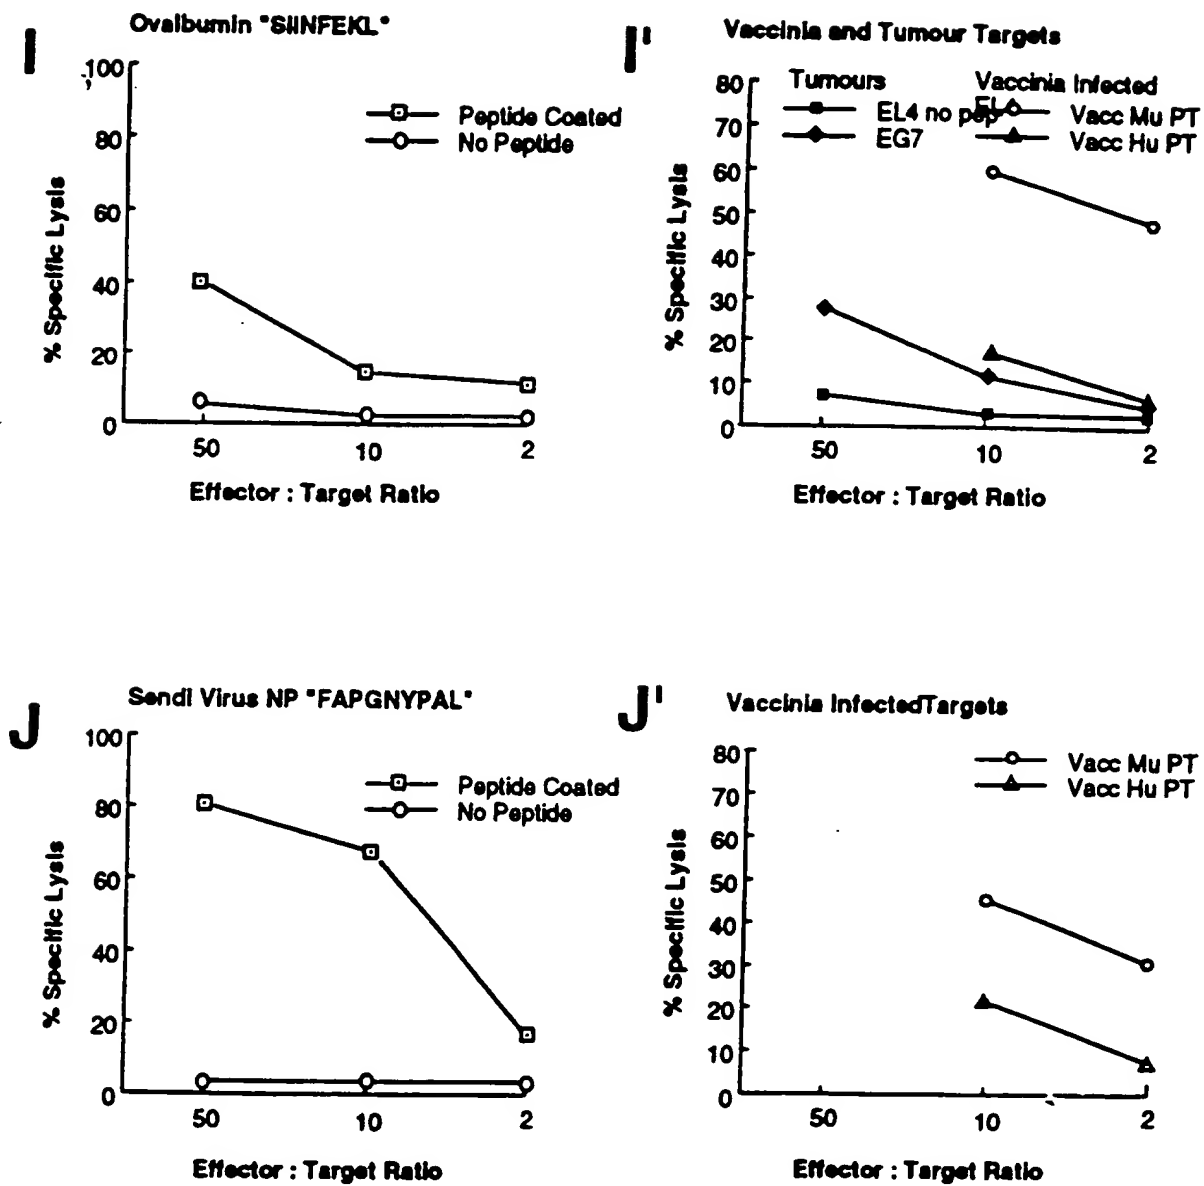 I
Ovalbumin "SIINFEKL"
% Specific Lysis
100
80
60
40
20
0
Peptide Coated
No Peptide
50 10 2
Effector : Target Ratio
I'
Vaccinia and Tumour Targets
% Specific Lysis
80
70
60
50
40
30
20
10
0
Tumours
EL4 no pep
EG7
Vaccinia Infected
Vacc Mu PT
Vacc Hu PT
50 10 2
Effector : Target Ratio
J
Sendi Virus NP "FAPGNYPAL"
% Specific Lysis
100
80
60
40
20
0
Peptide Coated
No Peptide
50 10 2
Effector : Target Ratio
J'
Vaccinia InfectedTargets
% Specific Lysis
80
70
60
50
40
30
20
10
0
Vacc Mu PT
Vacc Hu PT
50 10 2
Effector : Target Ratio